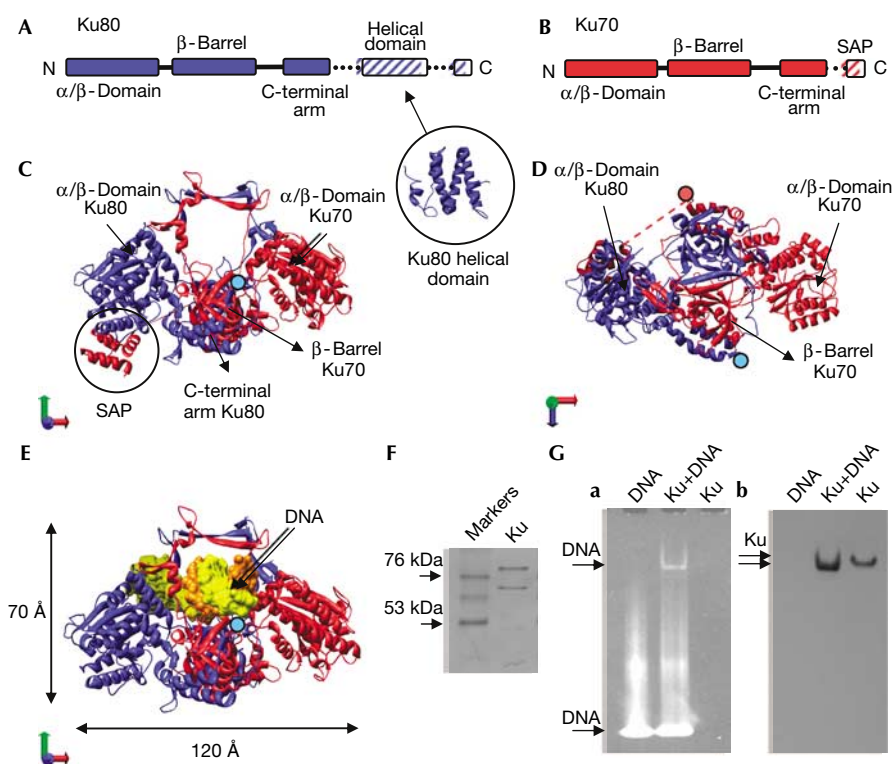 A
Ku80
β-Barrel
Helical
domain
N
C
α/β-Domain
C-terminal
arm
B
Ku70
β-Barrel
SAP
N
C
α/β-Domain
C-terminal
arm
C
α/β-Domain
Ku80
α/β-Domain
Ku70
β-Barrel
Ku70
C-terminal
arm Ku80
SAP
Ku80 helical
domain
D
α/β-Domain
Ku80
α/β-Domain
Ku70
β-Barrel
Ku70
E
DNA
70 Å
120 Å
F
Markers
Ku
76 kDa
53 kDa
G
a
DNA
Ku+DNA
Ku
DNA
DNA
b
DNA
Ku+DNA
Ku
Ku